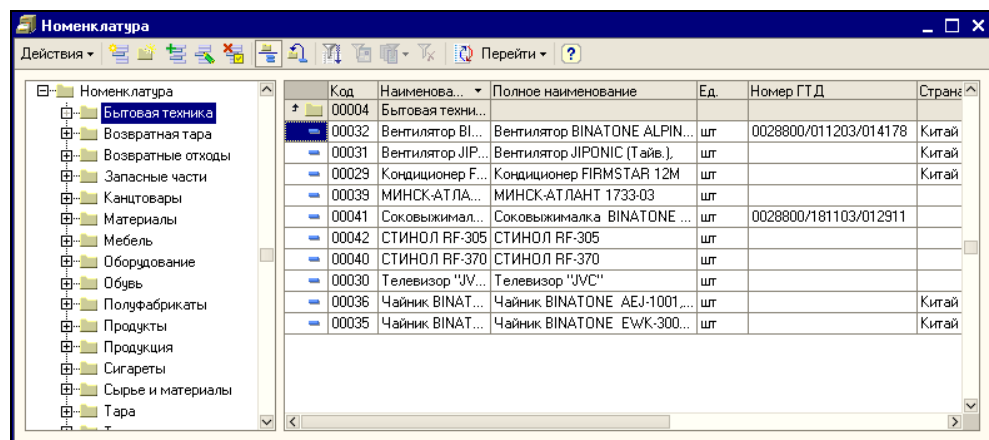 Номенклатура
Действия Перейти ?
Номенклатура
Бытовая техника
Возвратная тара
Возвратные отходы
Запасные части
Канцтовары
Материалы
Мебель
Оборудование
Обувь
Полуфабрикаты
Продукты
Продукция
Сигареты
Сырье и материалы
Тара
Код Наименова... Полное наименование Ед. Номер ГТД Страна
00004 Бытовая техни...
00032 Вентилятор BI... Вентилятор BINATONE ALPIN... шт 0028800/011203/014178 Китай
00031 Вентилятор JIP... Вентилятор JIPONIC (Тайв.), шт Китай
00029 Кондиционер F... Кондиционер FIRMSTAR 12M шт Китай
00039 МИНСК-АТЛА... МИНСК-АТЛАНТ 1733-03 шт
00041 Соковыжимал... Соковыжималка BINATONE ... шт 0028800/181103/012911
00042 СТИНОЛ RF-305 СТИНОЛ RF-305 шт
00040 СТИНОЛ RF-370 СТИНОЛ RF-370 шт
00030 Телевизор "JV... Телевизор "JVC" шт
00036 Чайник BINAT... Чайник BINATONE AEJ-1001,... шт Китай
00035 Чайник BINAT... Чайник BINATONE EWK-300... шт Китай